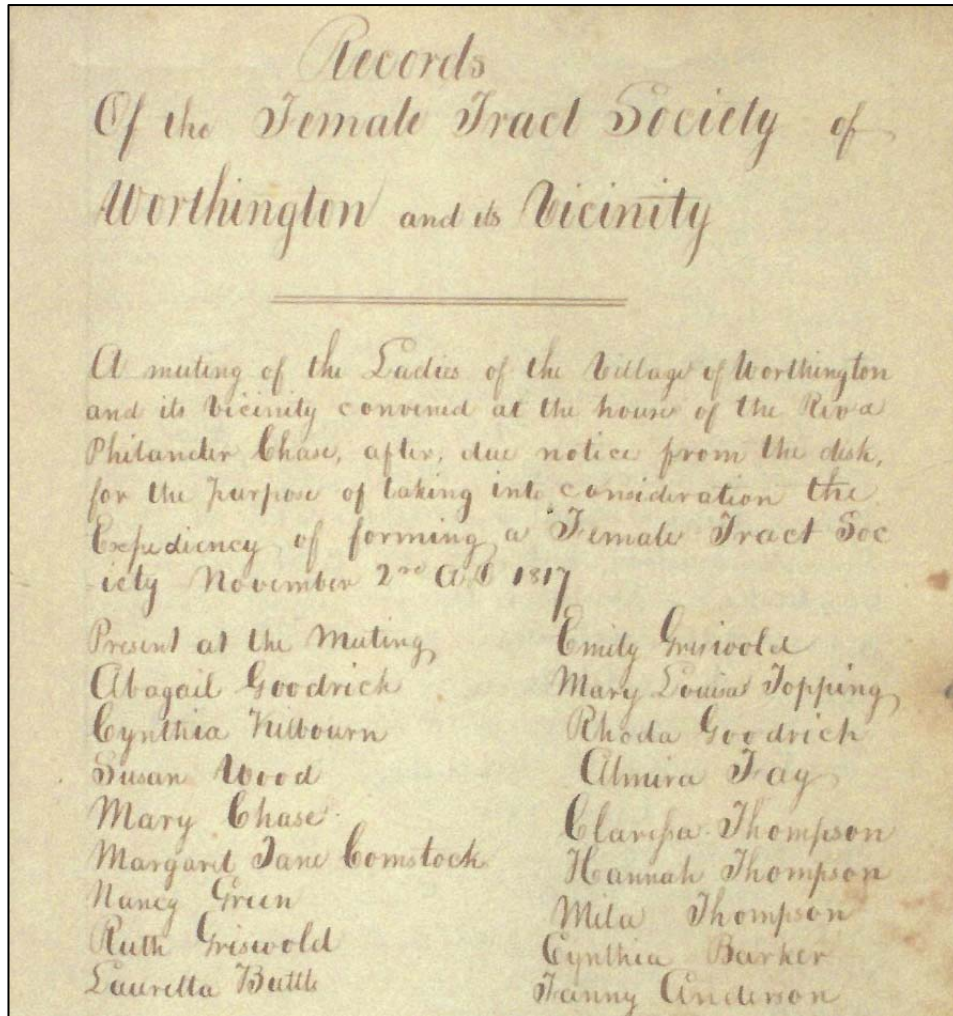 Records
Of the Female Tract Society of
Worthington and its Vicinity
A meeting of the Ladies of the Village of Worthington
and its Vicinity convened at the house of the Revd
Philander Chase, after, due notice from the desk,
for the purpose of taking into consideration the
Expediency of forming a Female Tract Soc
-iety November 2nd AD 1817
Present at the Meeting
Abagail Goodrich
Cynthia Kilbourn
Susan Wood
Mary Chase
Margaret Jane Comstock
Nancy Green
Ruth Griswold
Lauretta Buttle
Emily Griswold
Mary Louisa Topping
Rhoda Goodrich
Almira Fay
Clarissa Thompson
Hannah Thompson
Mila Thompson
Cynthia Barker
Fanny Anderson